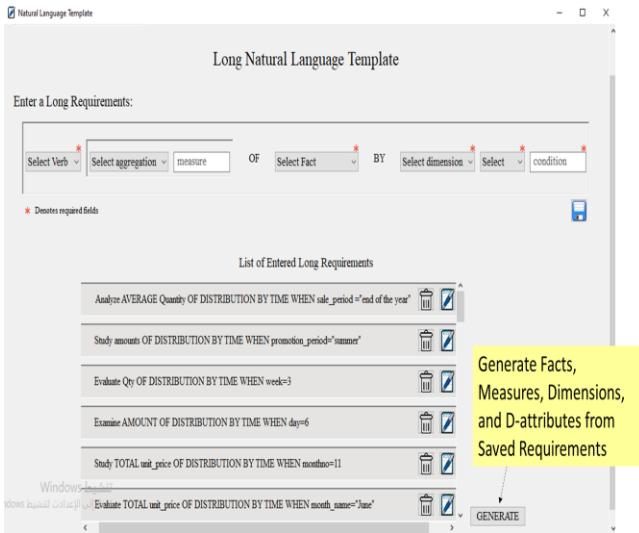 Natural Language Template
Long Natural Language Template
Enter a Long Requirements:
* * * *
Select Verb Select aggregation measure OF Select Fact BY Select dimension Select condition
* Denotes required fields
List of Entered Long Requirements
Analyze AVERAGE Quantity OF DISTRIBUTION BY TIME WHEN sale_period ="end of the year"
Study amounts OF DISTRIBUTION BY TIME WHEN promotion_period="summer"
Evaluate Qty OF DISTRIBUTION BY TIME WHEN week=3
Examine AMOUNT OF DISTRIBUTION BY TIME WHEN day=6
Study TOTAL unit_price OF DISTRIBUTION BY TIME WHEN monthno=11
Evaluate TOTAL unit_price OF DISTRIBUTION BY TIME WHEN month_name="June"
Generate Facts,
Measures, Dimensions,
and D-attributes from
Saved Requirements
GENERATE
تنشيط Windows
الإعدادات لتنشيط